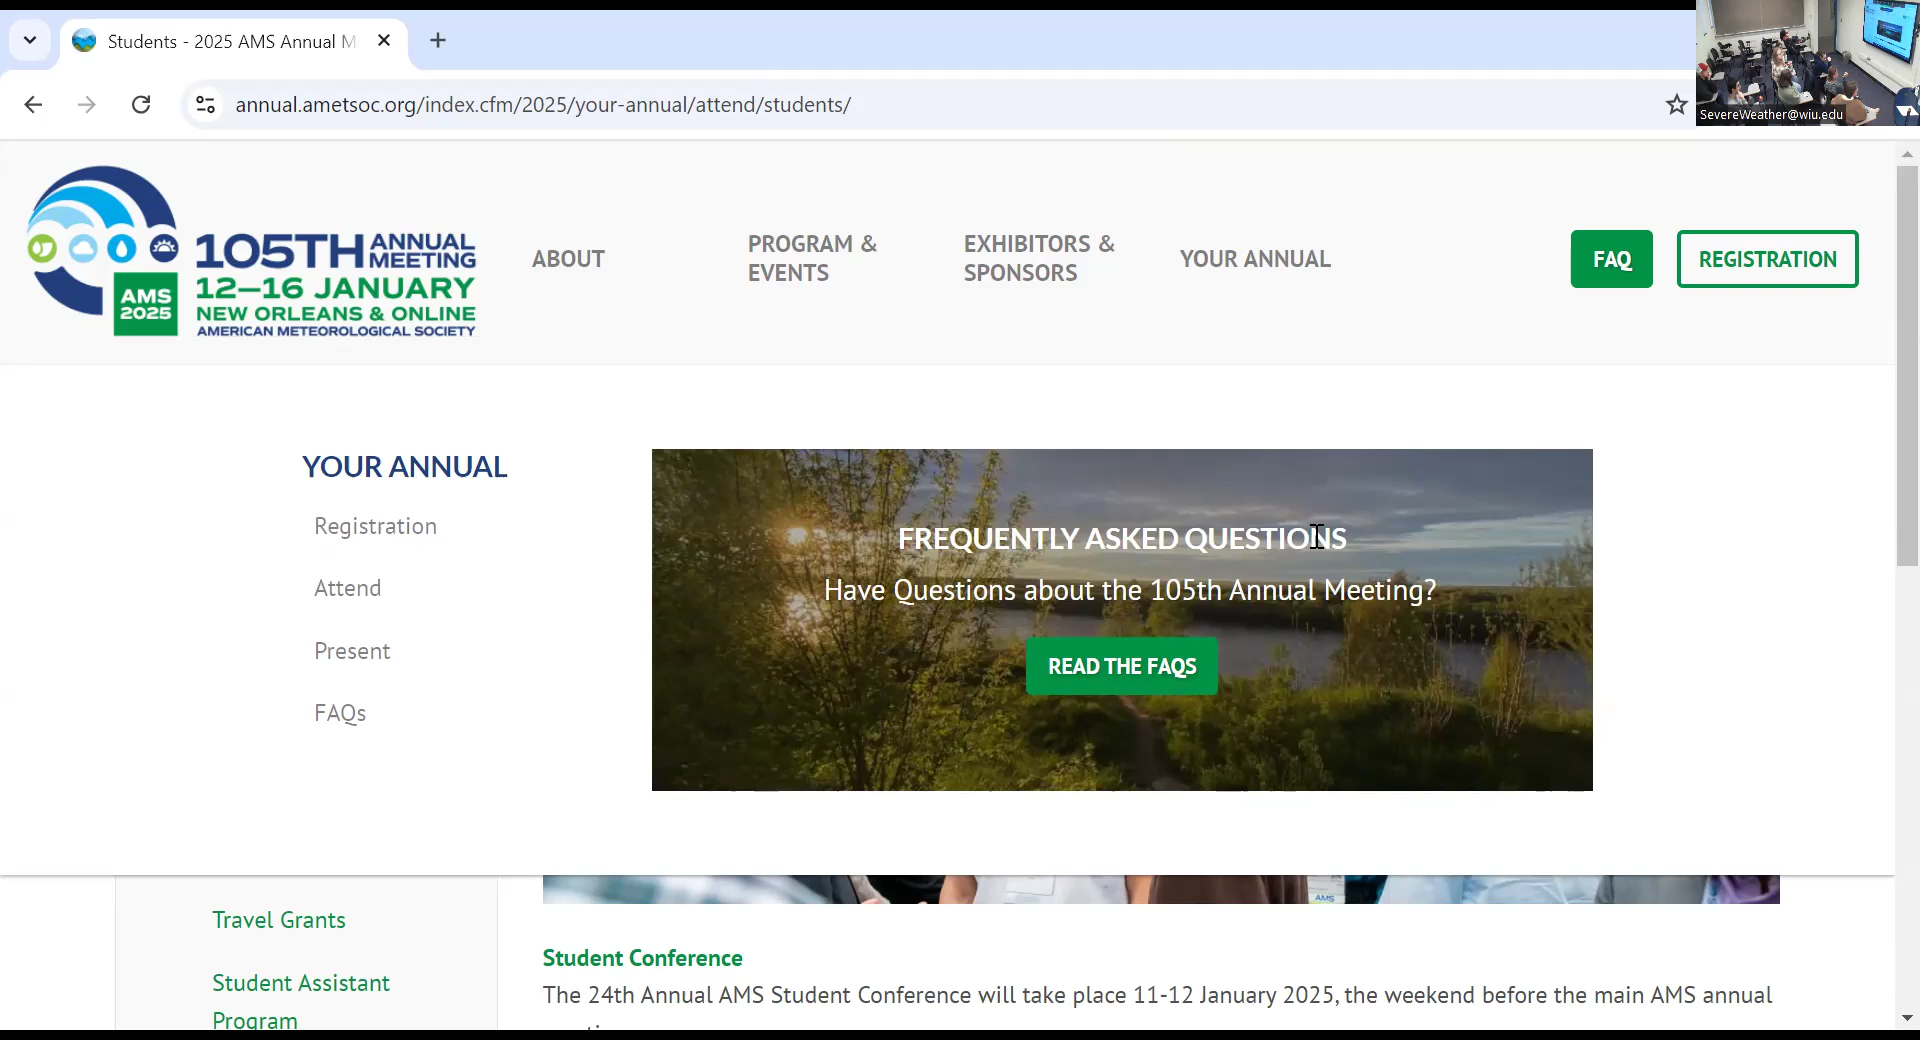 Students - 2025 AMS Annual M
annual.ametsoc.org/index.cfm/2025/your-annual/attend/students/
SevereWeather@wiu.edu
105TH ANNUAL MEETING
12–16 JANUARY
NEW ORLEANS & ONLINE
AMERICAN METEOROLOGICAL SOCIETY
AMS
2025
ABOUT
PROGRAM &
EVENTS
EXHIBITORS &
SPONSORS
YOUR ANNUAL
FAQ
REGISTRATION
YOUR ANNUAL
Registration
Attend
Present
FAQs
FREQUENTLY ASKED QUESTIONS
Have Questions about the 105th Annual Meeting?
READ THE FAQS
AMS
Travel Grants
Student Assistant
Program
Student Conference
The 24th Annual AMS Student Conference will take place 11-12 January 2025, the weekend before the main AMS annual